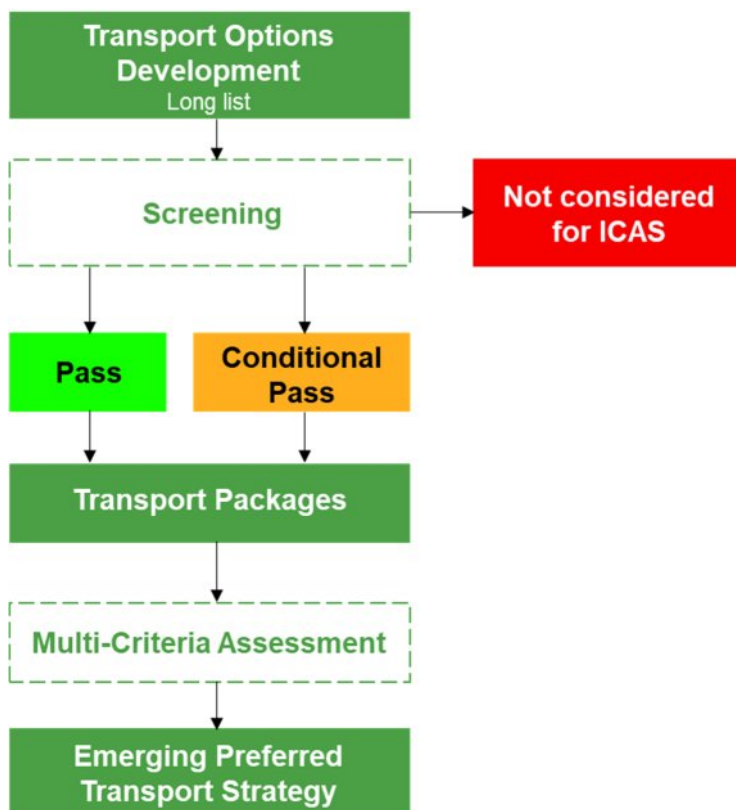 Transport Options
Development
Long list
Screening
Not considered
for ICAS
Pass
Conditional
Pass
Transport Packages
Multi-Criteria Assessment
Emerging Preferred
Transport Strategy